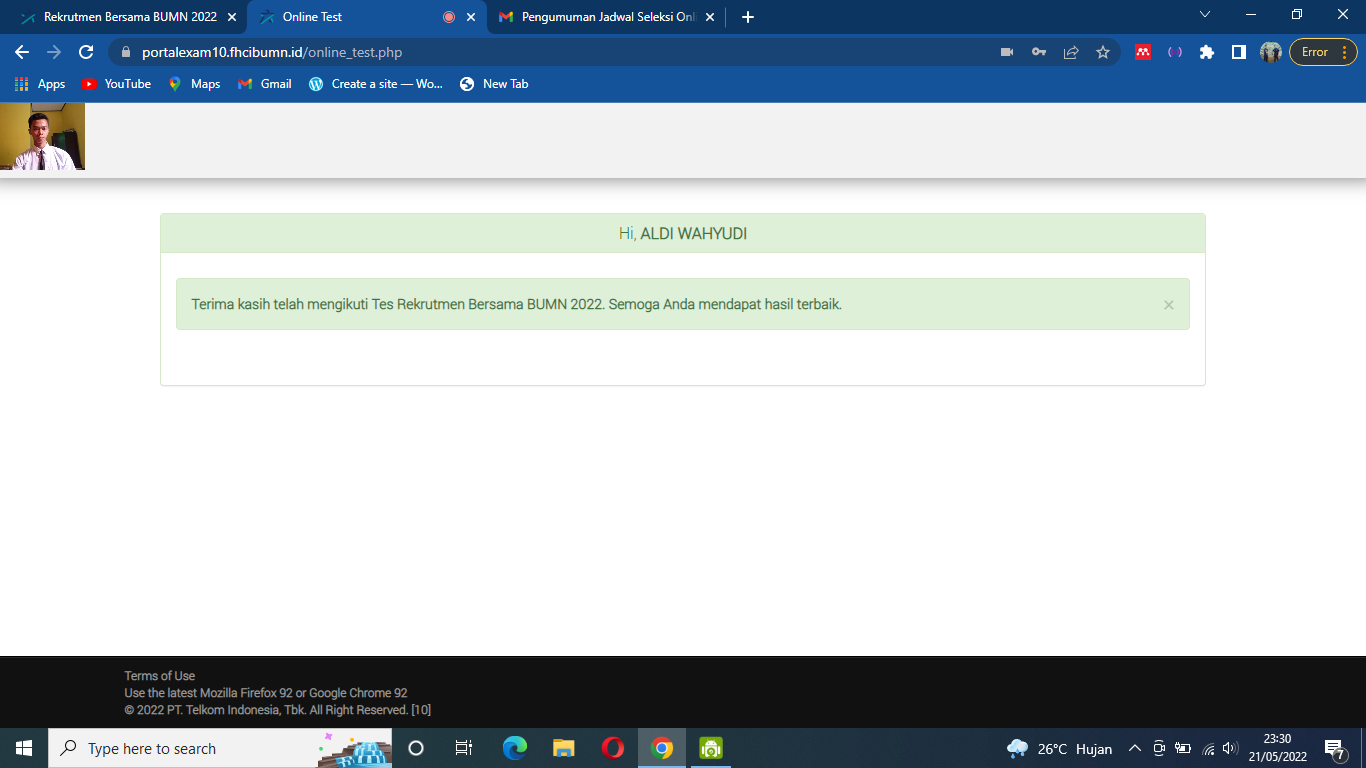 Rekrutmen Bersama BUMN 2022
Online Test
Pengumuman Jadwal Seleksi Onl
portalexam10.fhcibumn.id/online_test.php
Error
Apps
YouTube
Maps
Gmail
Create a site — Wo...
New Tab
Hi, ALDI WAHYUDI
Terima kasih telah mengikuti Tes Rekrutmen Bersama BUMN 2022. Semoga Anda mendapat hasil terbaik.
Terms of Use
Use the latest Mozilla Firefox 92 or Google Chrome 92
© 2022 PT. Telkom Indonesia, Tbk. All Right Reserved. [10]
Type here to search
26°C Hujan
23:30
21/05/2022
7